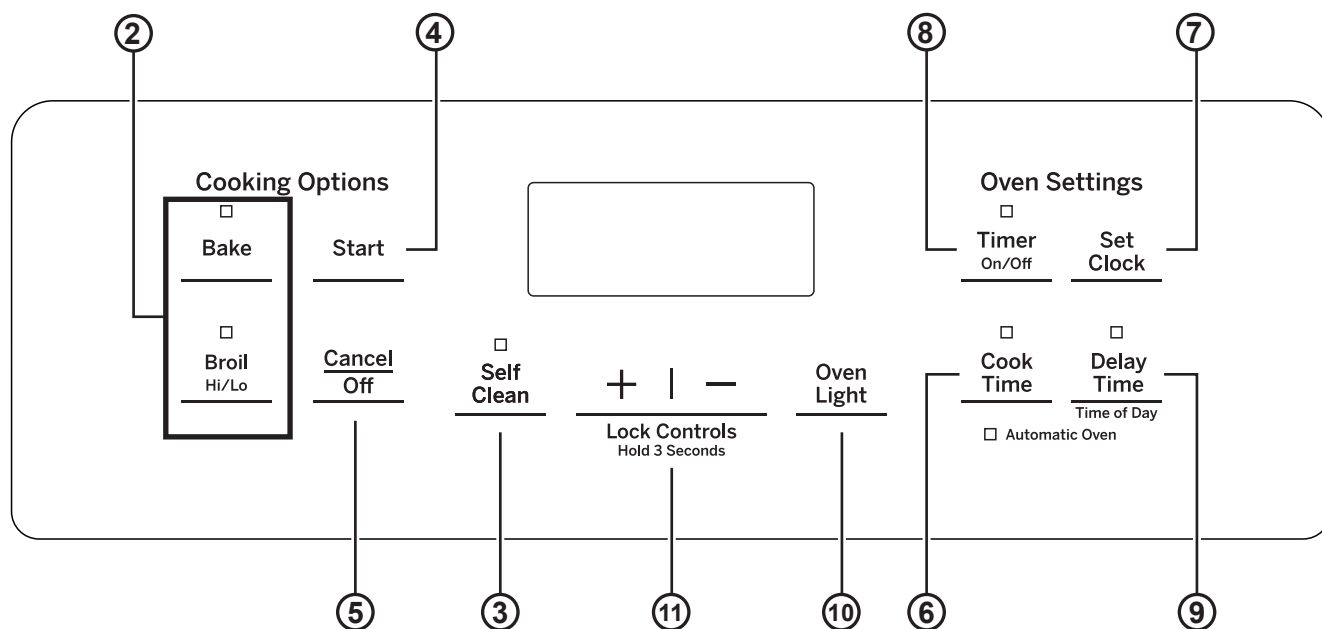 2
4
8
7
Cooking Options
Oven Settings
Bake
Start
Timer
On/Off
Set
Clock
Broil
Hi/Lo
Cancel
Off
Self
Clean
+ | −
Lock Controls
Hold 3 Seconds
Oven
Light
Cook
Time
Delay
Time
Time of Day
Automatic Oven
5
3
11
10
6
9